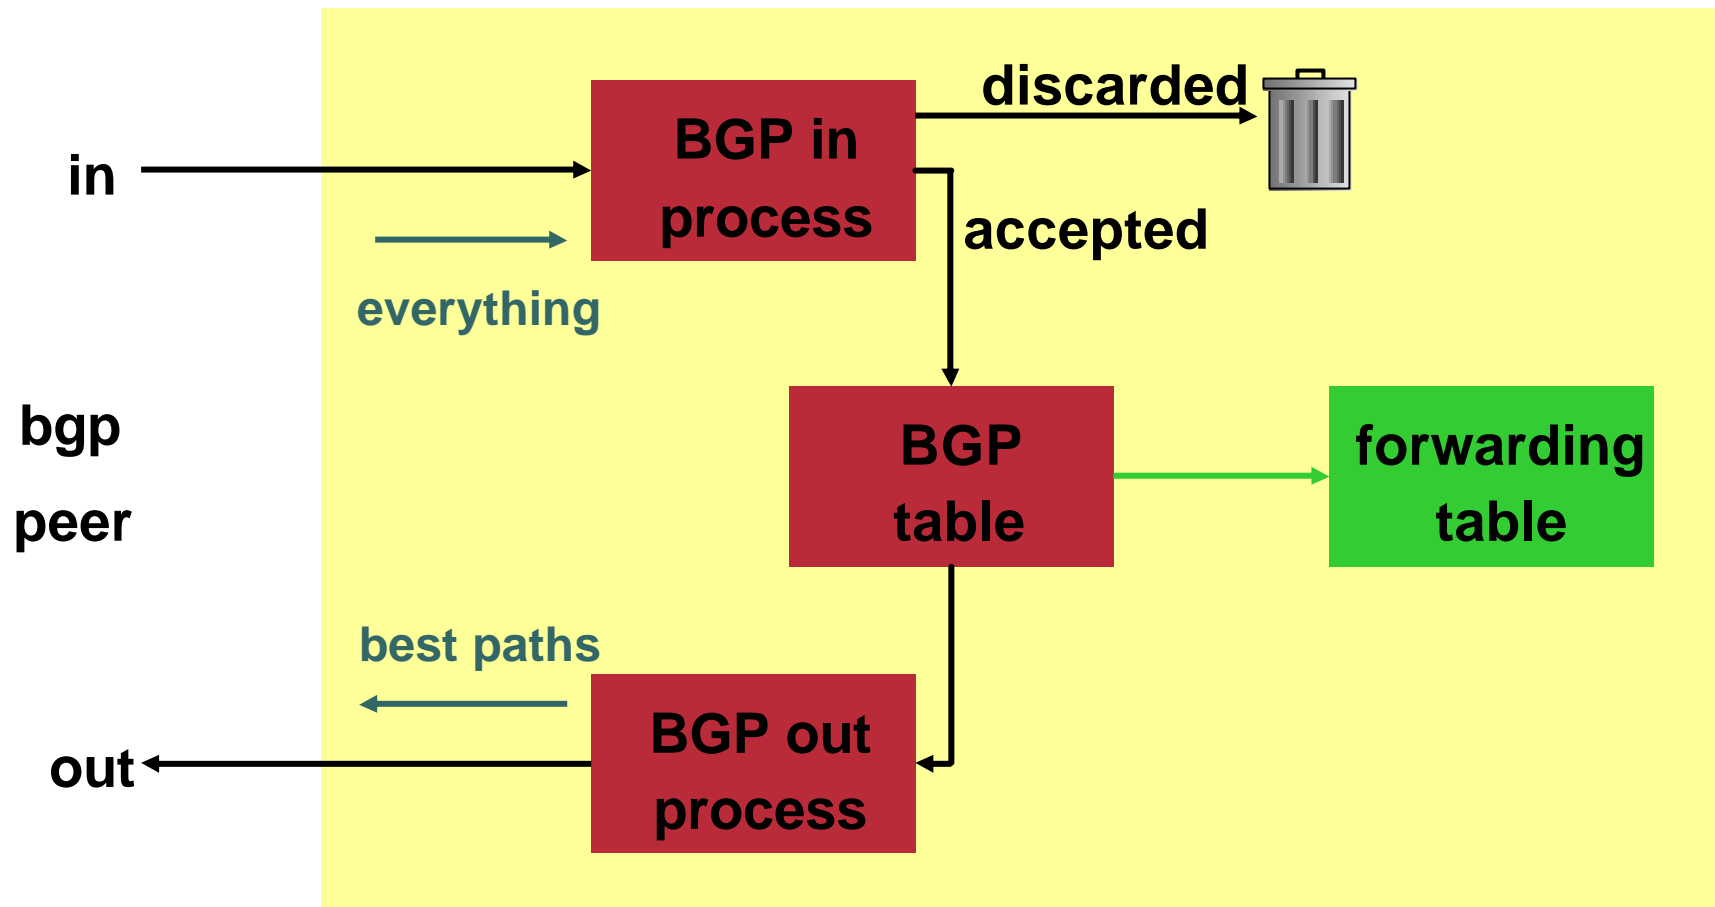 discarded
BGP in
process
in
accepted
everything
bgp
peer
BGP
table
forwarding
table
best paths
BGP out
process
out